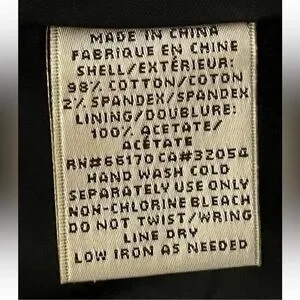 MADE IN CHINA
FABRIQUE EN CHINE
SHELL/EXTÉRIEUR:
98% COTTON/COTON
2% SPANDEX/SPANDEX
LINING/DOUBLURE:
100% ACETATE/
ACETATE
RN#66170 CA#32054
HAND WASH COLD
SEPARATELY USE ONLY
NON-CHLORINE BLEACH
DO NOT TWIST/WRING
LINE DRY
LOW IRON AS NEEDED